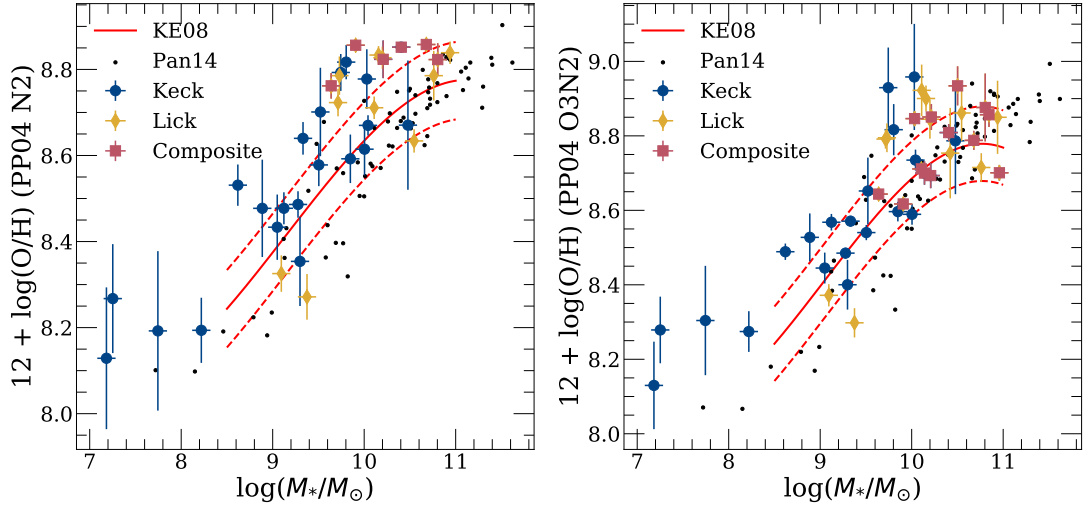 KE08
Pan14
Keck
Lick
Composite
12 + log(O/H) (PP04 N2)
8.8
8.6
8.4
8.2
8.0
7 8 9 10 11
log(M*/M⊙)
KE08
Pan14
Keck
Lick
Composite
12 + log(O/H) (PP04 O3N2)
9.0
8.8
8.6
8.4
8.2
8.0
7 8 9 10 11
log(M*/M⊙)